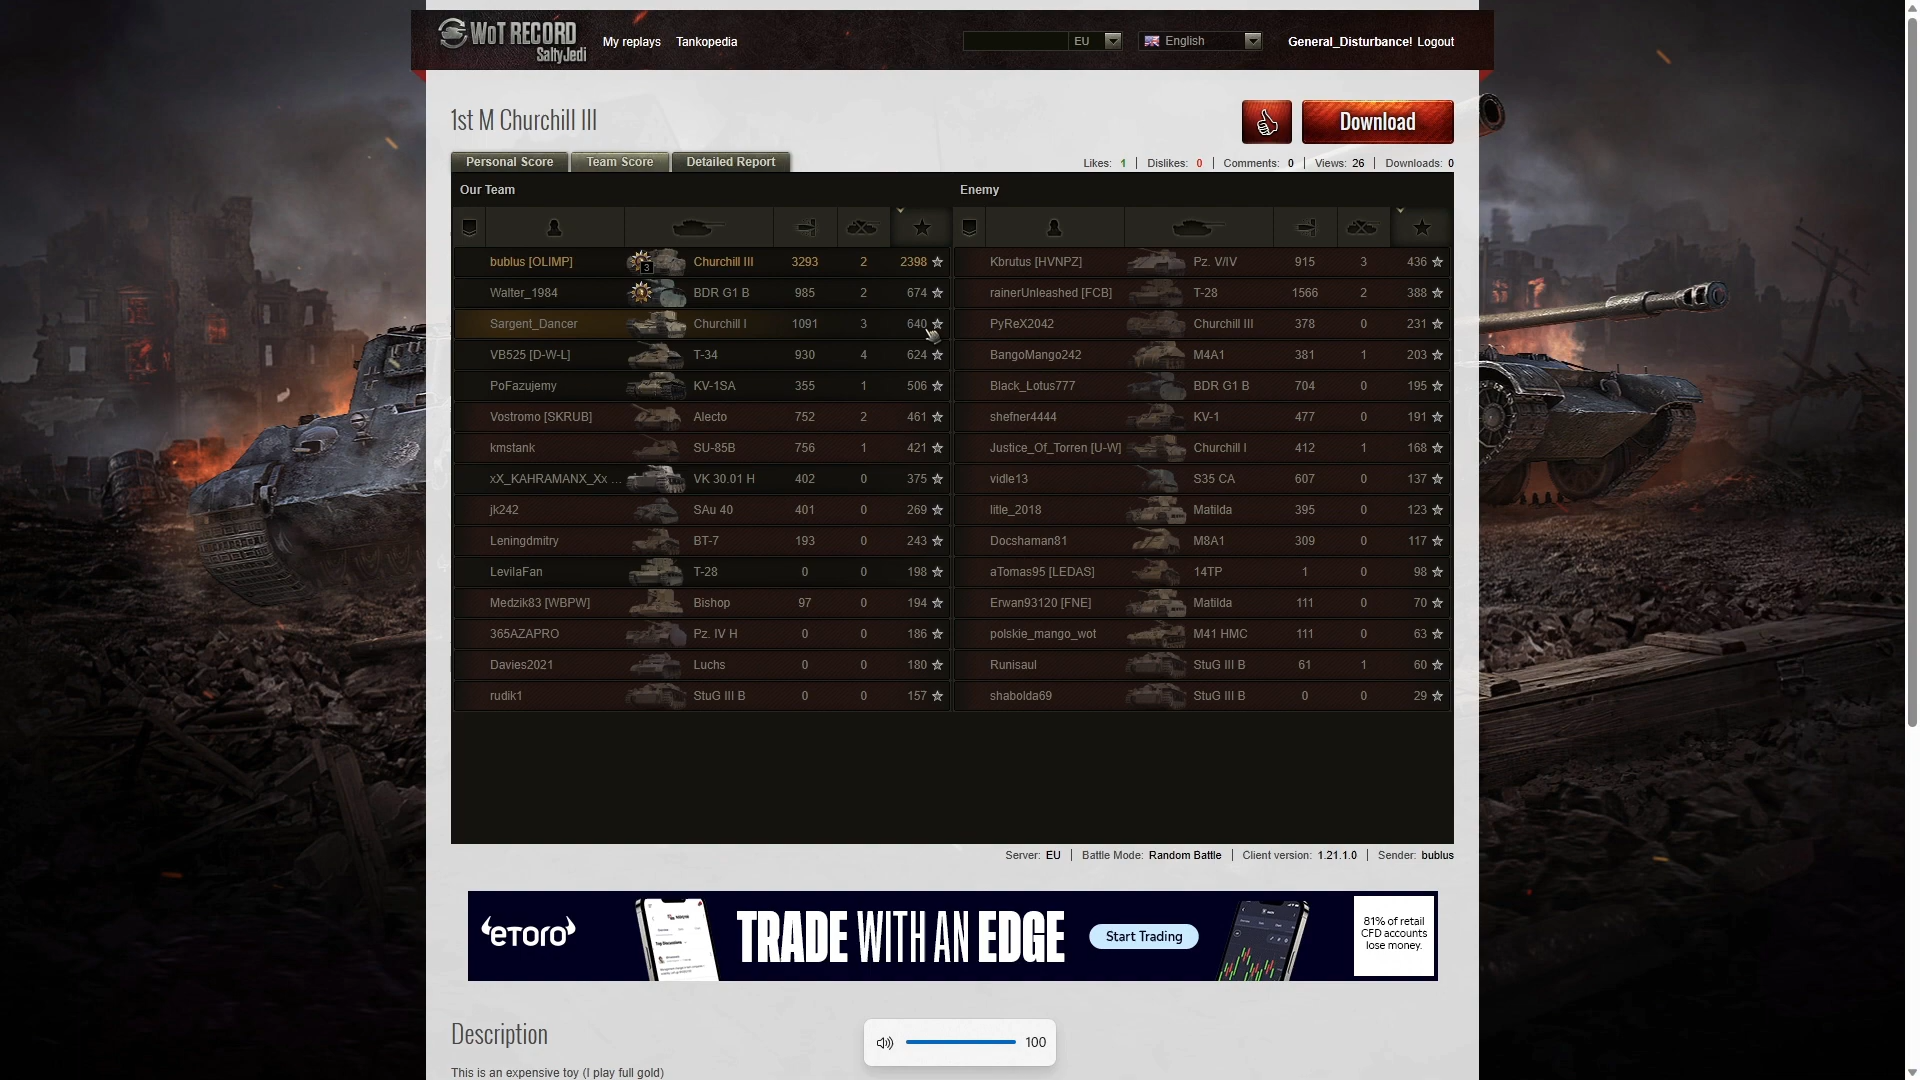 WoT RECORD
SaltyJedi
My replays
Tankopedia
EU
English
General_Disturbance! Logout
1st M Churchill III
Download
Personal Score
Team Score
Detailed Report
Likes: 1 | Dislikes: 0 | Comments: 0 | Views: 26 | Downloads: 0
Our Team
bublus [OLIMP] 3 Churchill III 3293 2 2398
Walter_1984 BDR G1 B 985 2 674
Sargent_Dancer Churchill I 1091 3 640
VB525 [D-W-L] T-34 930 4 624
PoFazujemy KV-1SA 355 1 506
Vostromo [SKRUB] Alecto 752 2 461
kmstank SU-85B 756 1 421
xX_KAHRAMANX_Xx ... VK 30.01 H 402 0 375
jk242 SAu 40 401 0 269
Leningdmitry BT-7 193 0 243
LevilaFan T-28 0 0 198
Medzik83 [WBPW] Bishop 97 0 194
365AZAPRO Pz. IV H 0 0 186
Davies2021 Luchs 0 0 180
rudik1 StuG III B 0 0 157
Enemy
Kbrutus [HVNPZ] Pz. V/IV 915 3 436
rainerUnleashed [FCB] T-28 1566 2 388
PyReX2042 Churchill III 378 0 231
BangoMango242 M4A1 381 1 203
Black_Lotus777 BDR G1 B 704 0 195
shefner4444 KV-1 477 0 191
Justice_Of_Torren [U-W] Churchill I 412 1 168
vidle13 S35 CA 607 0 137
litle_2018 Matilda 395 0 123
Docshaman81 M8A1 309 0 117
aTomas95 [LEDAS] 14TP 1 0 98
Erwan93120 [FNE] Matilda 111 0 70
polskie_mango_wot M41 HMC 111 0 63
Runisaul StuG III B 61 1 60
shabolda69 StuG III B 0 0 29
Server: EU | Battle Mode: Random Battle | Client version: 1.21.1.0 | Sender: bublus
eToro
TRADE WITH AN EDGE
Start Trading
81% of retail
CFD accounts
lose money.
Description
100
This is an expensive toy (I play full gold)